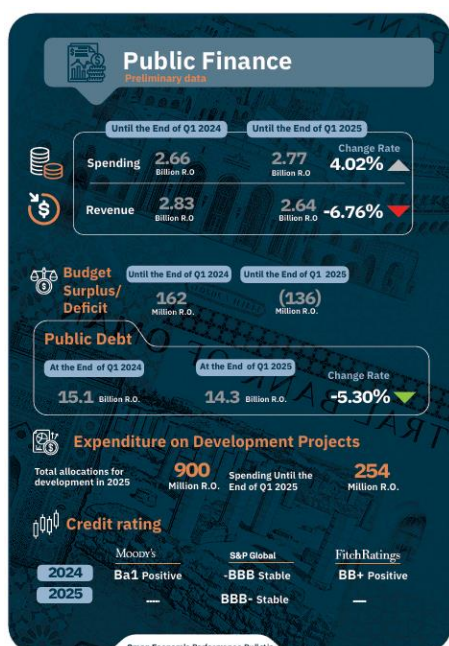 Public Finance
Preliminary data
Until the End of Q1 2024
Until the End of Q1 2025
Change Rate
Spending
2.66
Billion R.O
2.77
Billion R.O
4.02%
Revenue
2.83
Billion R.O
2.64
Billion R.O
-6.76%
Budget
Surplus/
Deficit
Until the End of Q1 2024
Until the End of Q1 2025
162
Million R.O.
(136)
Million R.O.
Public Debt
At the End of Q1 2024
At the End of Q1 2025
Change Rate
15.1 Billion R.O.
14.3 Billion R.O.
-5.30%
Expenditure on Development Projects
Total allocations for
development in 2025
900
Million R.O.
Spending Until the
End of Q1 2025
254
Million R.O.
Credit rating
Moody's
S&P Global
FitchRatings
2024
Ba1 Positive
-BBB Stable
BB+ Positive
2025
—
BBB- Stable
—